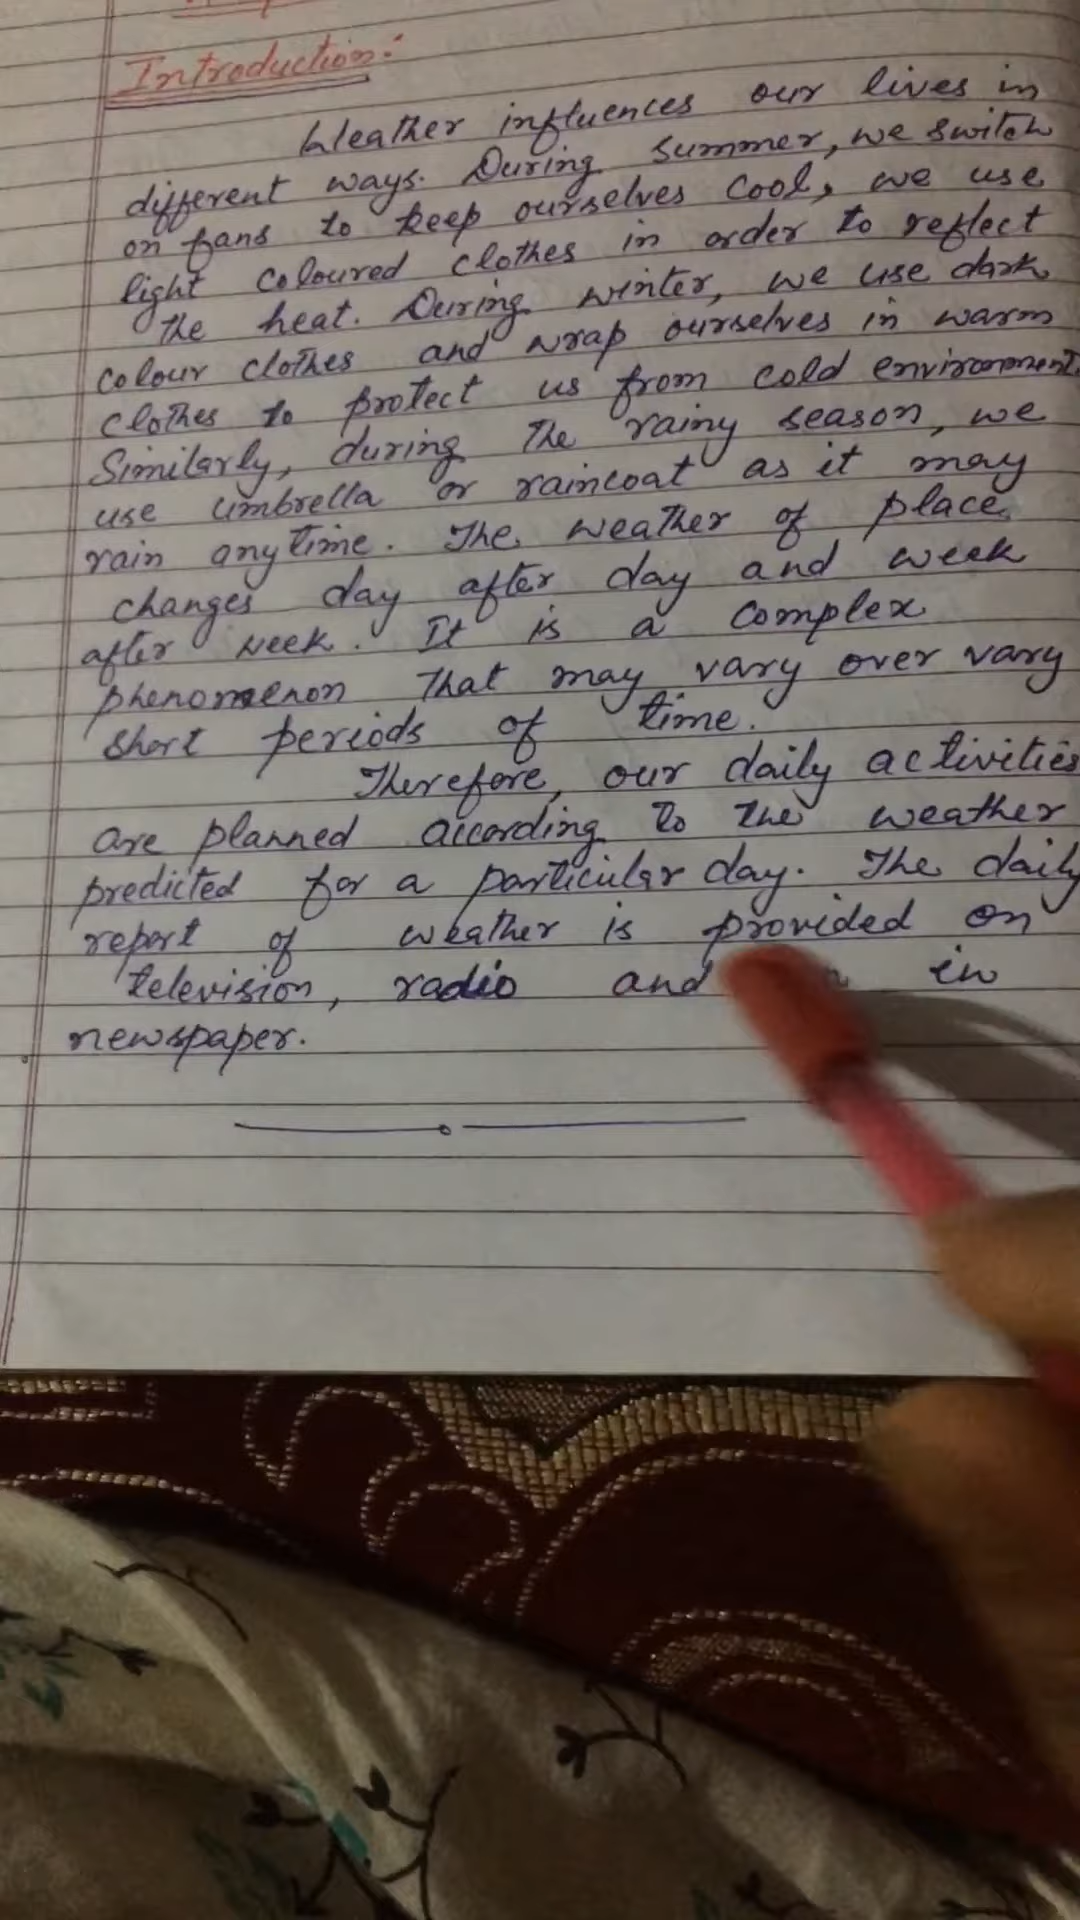 Introduction:
Weather influences our lives in
different ways. During summer, we switch
on fans to keep ourselves cool, we use
light coloured clothes in order to reflect
the heat. During winter, we use dark
colour clothes and wrap ourselves in warm
clothes to protect us from cold environment.
Similarly, during the rainy season, we
use umbrella or raincoat as it may
rain anytime. The weather of place
changes day after day and week
after week. It is a complex
phenomenon that may vary over vary
short periods of time.
Therefore, our daily activities
are planned according to the weather
predicted for a particular day. The daily
report of weather is provided on
television, radio and in
newspaper.